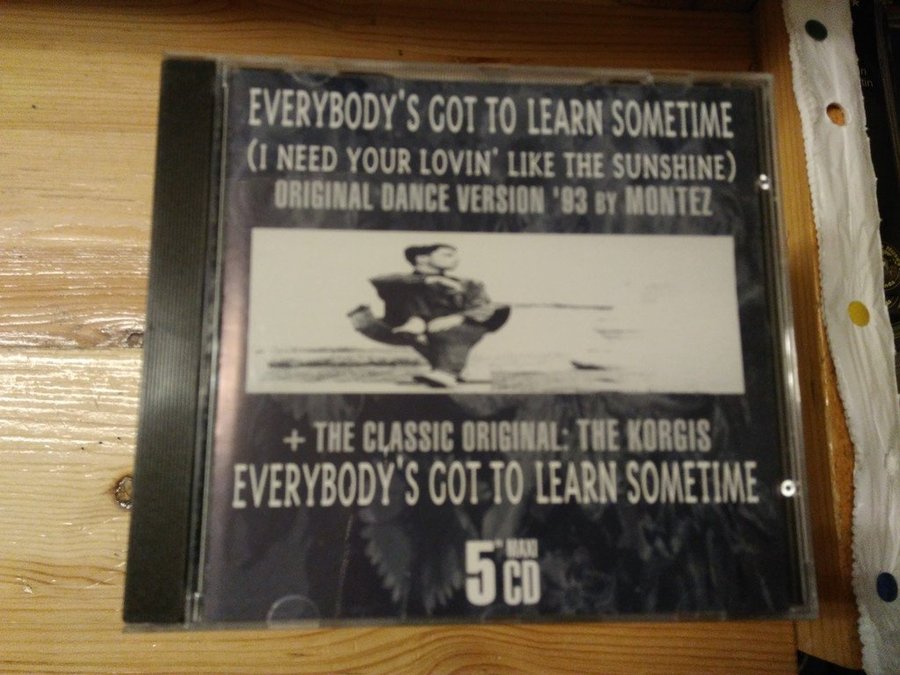 EVERYBODY'S GOT TO LEARN SOMETIME
(I NEED YOUR LOVIN' LIKE THE SUNSHINE)
ORIGINAL DANCE VERSION '93 BY MONTEZ
+ THE CLASSIC ORIGINAL: THE KORGIS
EVERYBODY'S GOT TO LEARN SOMETIME
5" MAXI CD